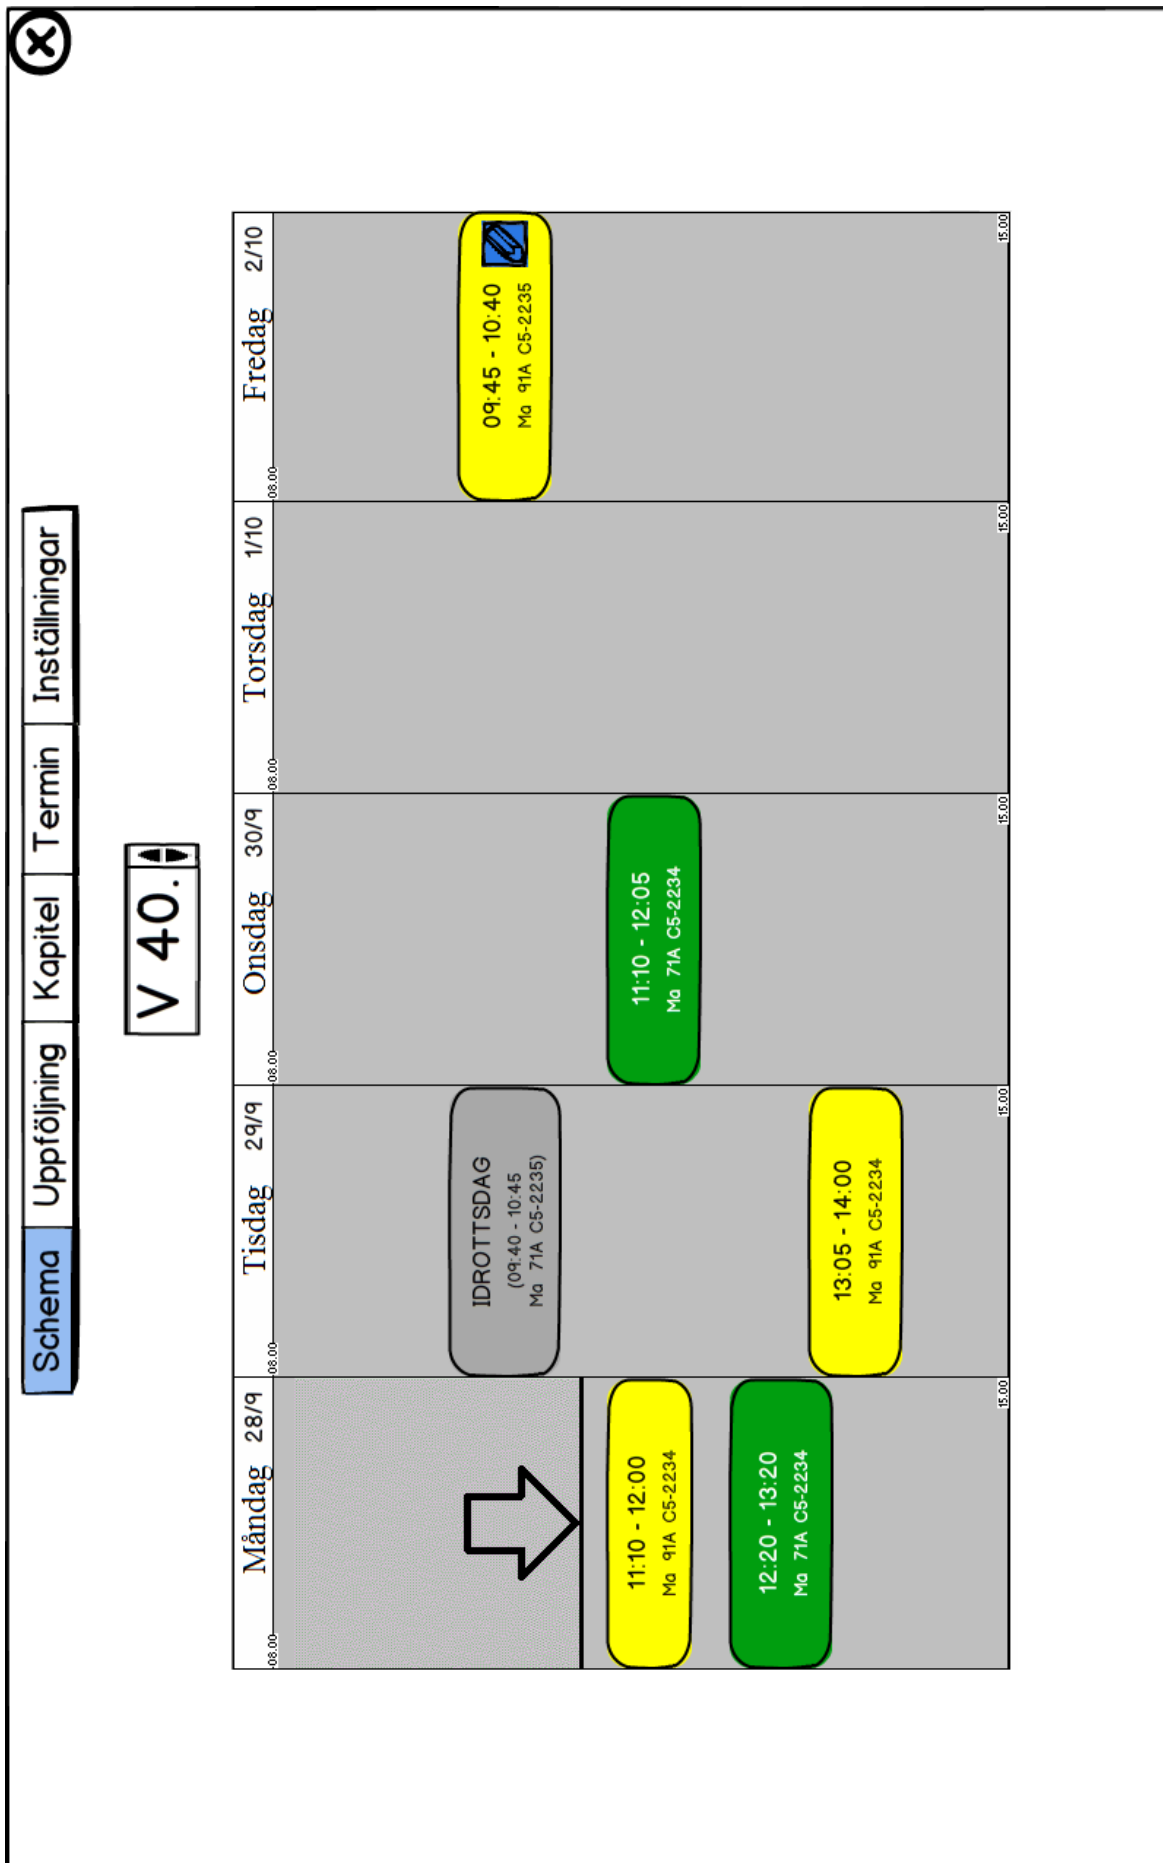 Schema Uppföljning Kapitel Termin Inställningar
V 40.
Måndag 28/9
08.00
11:10 - 12:00
Ma 91A C5-2234
12:20 - 13:20
Ma 71A C5-2234
15.00
Tisdag 29/9
08.00
IDROTTSDAG
(09:40 - 10:45
Ma 71A C5-2235)
13:05 - 14:00
Ma 91A C5-2234
15.00
Onsdag 30/9
08.00
11:10 - 12:05
Ma 71A C5-2234
15.00
Torsdag 1/10
08.00
15.00
Fredag 2/10
08.00
09:45 - 10:40
Ma 91A C5-2235
15.00